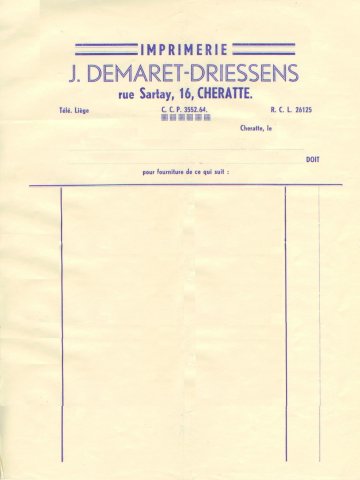 IMPRIMERIE
J. DEMARET-DRIESSENS
rue Sartay, 16, CHERATTE.
Télé. Liège C. C. P. 3552.64. R. C. L. 26125
Cheratte, le
DOIT
pour fourniture de ce qui suit :